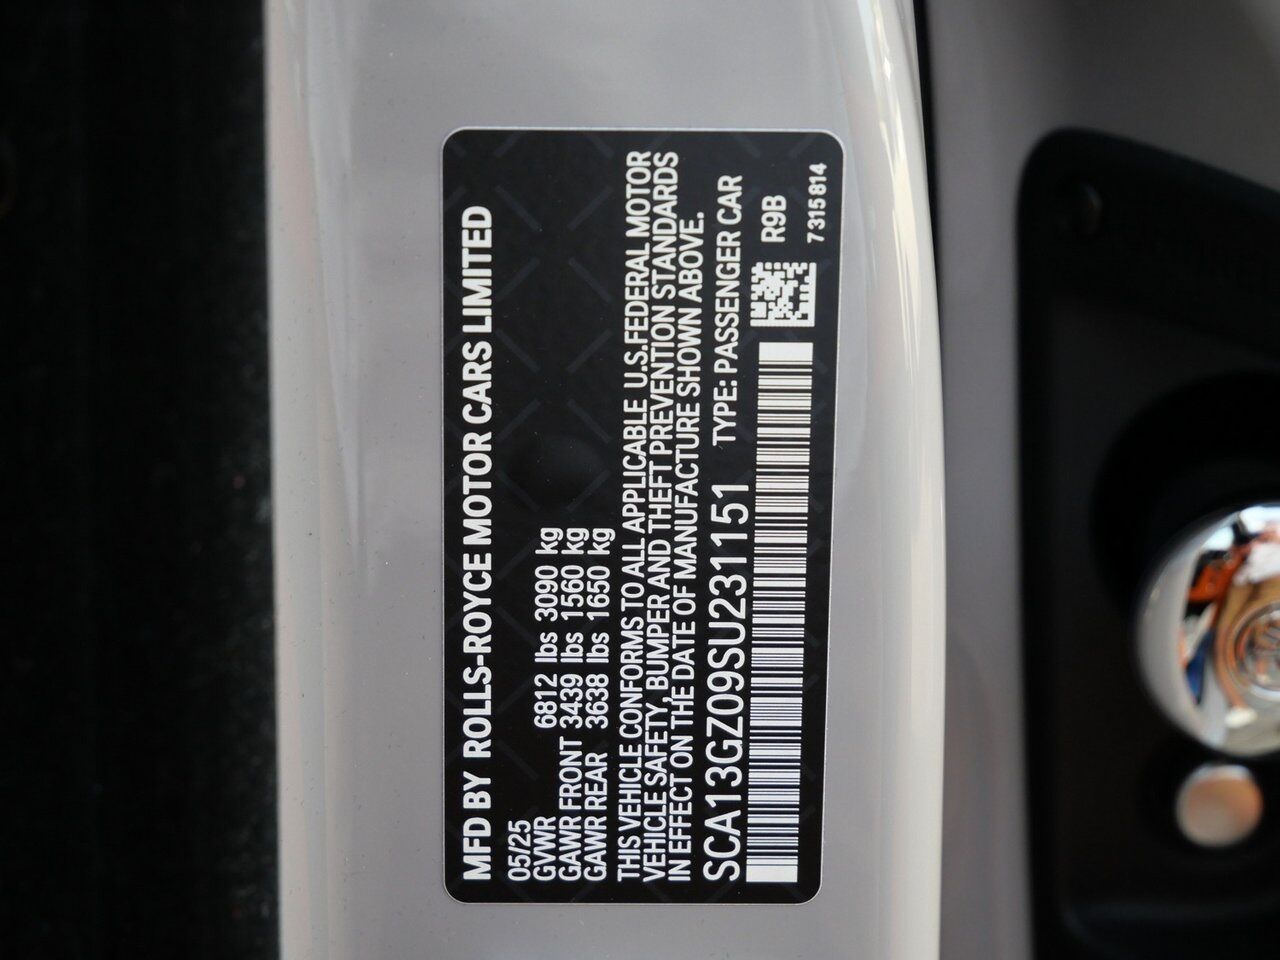 MFD BY ROLLS-ROYCE MOTOR CARS LIMITED
05/25
GVWR 6812 lbs 3090 kg
GAWR FRONT 3439 lbs 1560 kg
GAWR REAR 3638 lbs 1650 kg
THIS VEHICLE CONFORMS TO ALL APPLICABLE U.S.FEDERAL MOTOR
VEHICLE SAFETY, BUMPER AND THEFT PREVENTION STANDARDS
IN EFFECT ON THE DATE OF MANUFACTURE SHOWN ABOVE.
SCA13GZ09SU231151 TYPE: PASSENGER CAR
R9B
7315814